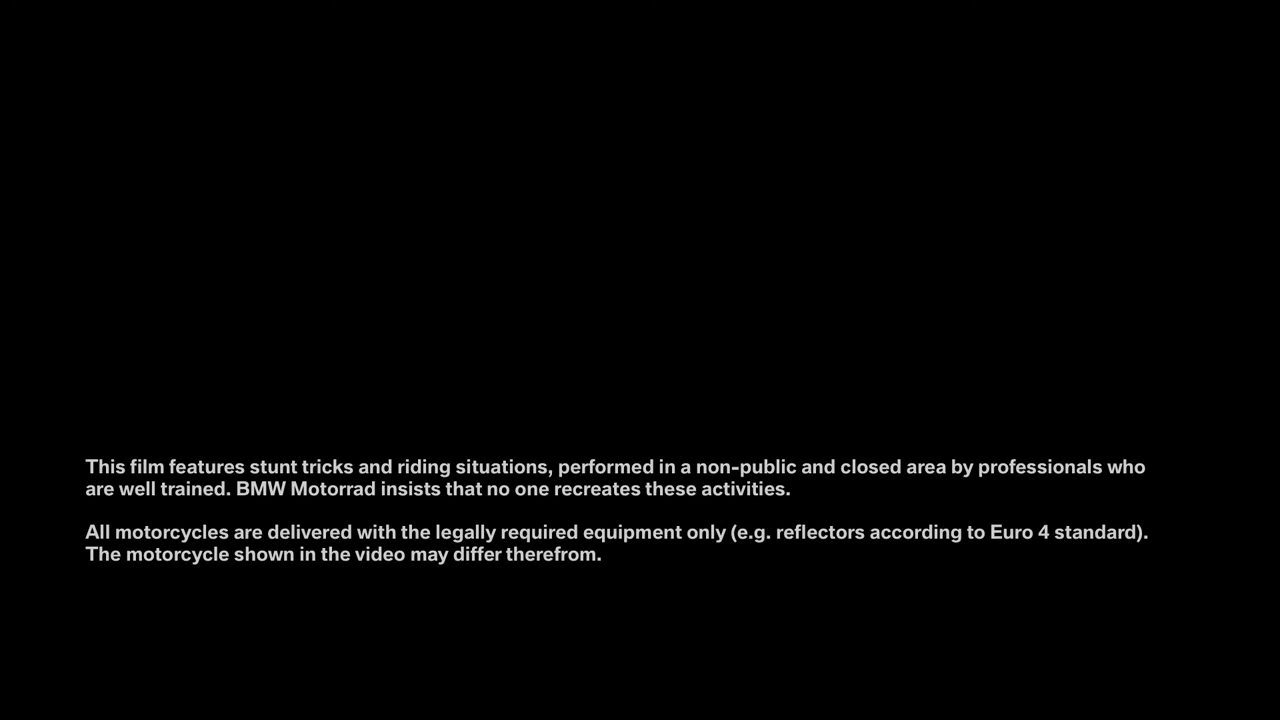 This film features stunt tricks and riding situations, performed in a non-public and closed area by professionals who
are well trained. BMW Motorrad insists that no one recreates these activities.
All motorcycles are delivered with the legally required equipment only (e.g. reflectors according to Euro 4 standard).
The motorcycle shown in the video may differ therefrom.